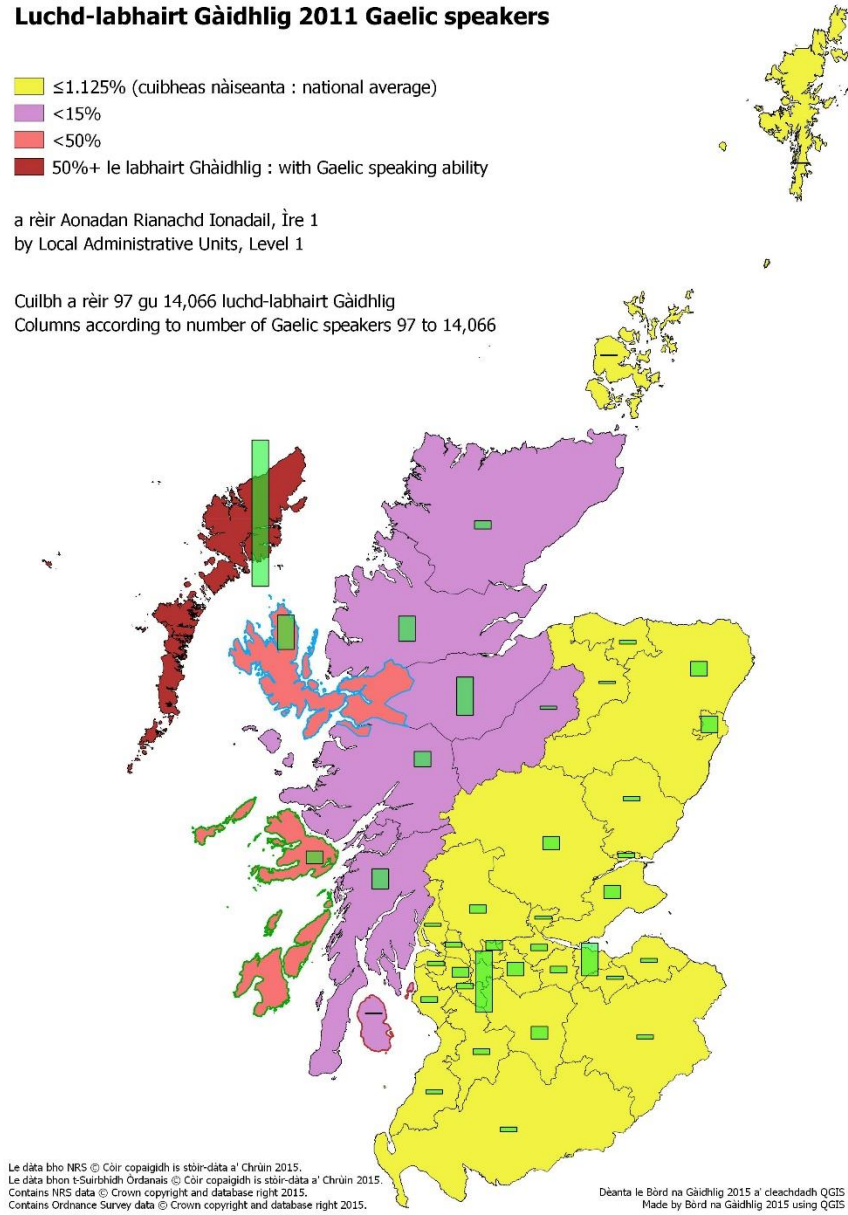 Luchd-labhairt Gàidhlig 2011 Gaelic speakers
≤1.125% (cuibheas nàiseanta : national average)
<15%
<50%
50%+ le labhairt Ghàidhlig : with Gaelic speaking ability
a rèir Aonadan Rianachd Ionadail, Ìre 1
by Local Administrative Units, Level 1
Cuilbh a rèir 97 gu 14,066 luchd-labhairt Gàidhlig
Columns according to number of Gaelic speakers 97 to 14,066
Le dàta bho NRS © Còir copaigidh is stòir-dàta a' Chrùin 2015.
Le dàta bhon t-Suirbhidh Òrdanais © Còir copaigidh is stòir-dàta a' Chrùin 2015.
Contains NRS data © Crown copyright and database right 2015.
Contains Ordnance Survey data © Crown copyright and database right 2015.
Dèanta le Bòrd na Gàidhlig 2015 a' cleachdadh QGIS
Made by Bòrd na Gàidhlig 2015 using QGIS